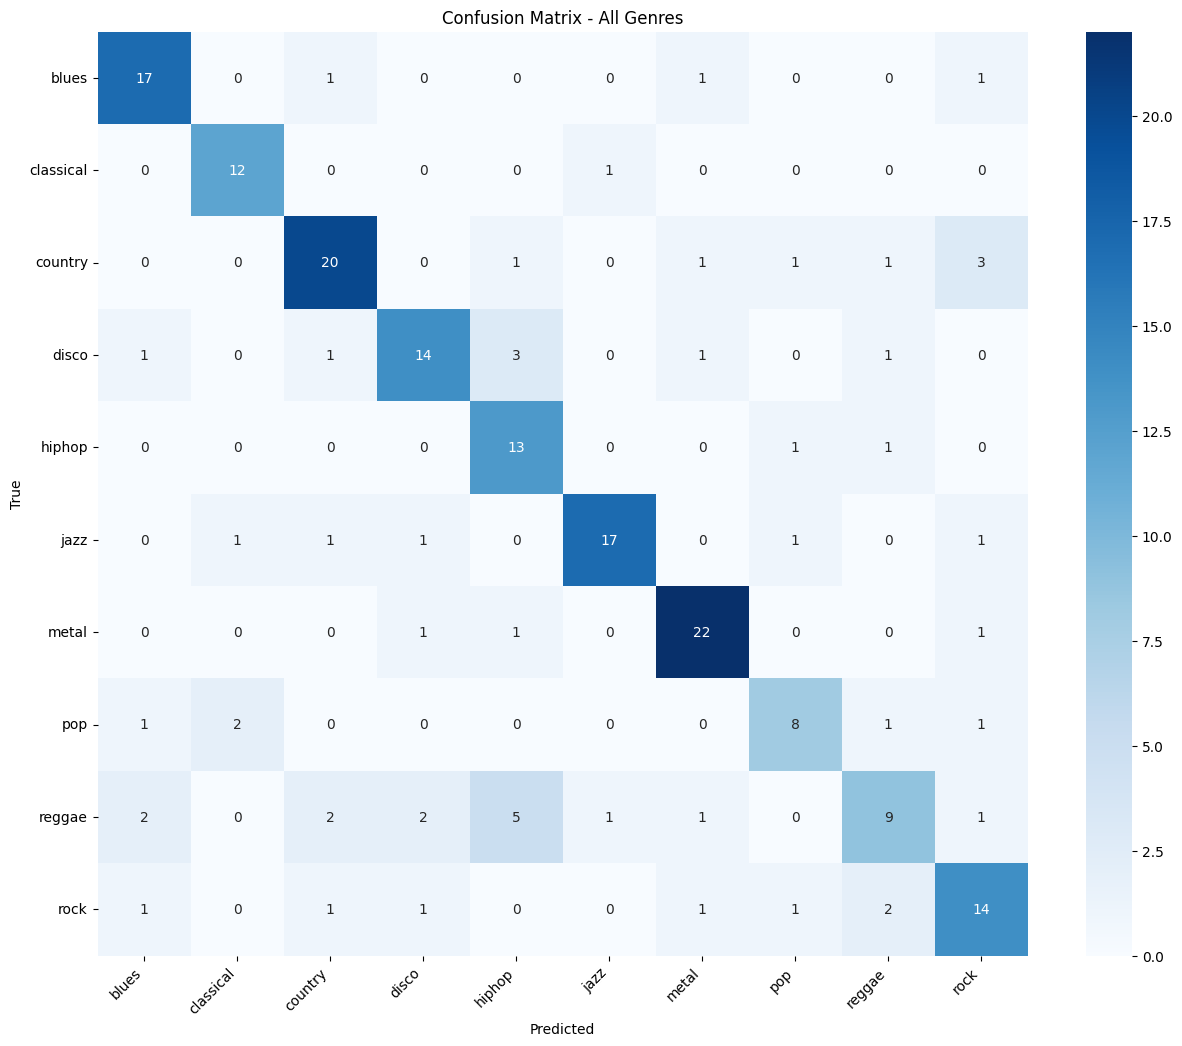 Confusion Matrix - All Genres
blues 17 0 1 0 0 0 1 0 0 1
classical 0 12 0 0 0 1 0 0 0 0
country 0 0 20 0 1 0 1 1 1 3
disco 1 0 1 14 3 0 1 0 1 0
hiphop 0 0 0 0 13 0 0 1 1 0
jazz 0 1 1 1 0 17 0 1 0 1
metal 0 0 0 1 1 0 22 0 0 1
pop 1 2 0 0 0 0 0 8 1 1
reggae 2 0 2 2 5 1 1 0 9 1
rock 1 0 1 1 0 0 1 1 2 14
True
blues classical country disco hiphop jazz metal pop reggae rock
Predicted
20.0
17.5
15.0
12.5
10.0
7.5
5.0
2.5
0.0